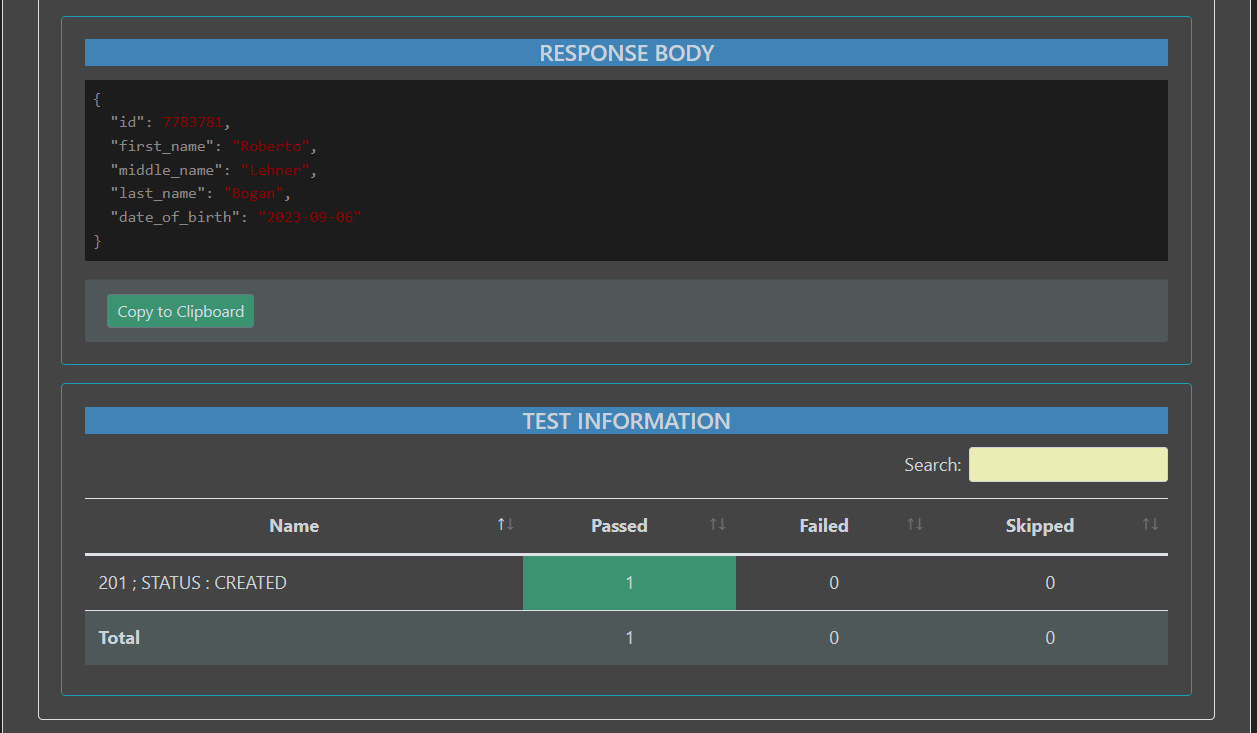 RESPONSE BODY
{
"id": 7783781,
"first_name": "Roberto",
"middle_name": "Lehner",
"last_name": "Bogan",
"date_of_birth": "2023-09-06"
}
Copy to Clipboard
TEST INFORMATION
Search:
Name ↑↓ Passed ↑↓ Failed ↑↓ Skipped ↑↓
201 ; STATUS : CREATED 1 0 0
Total 1 0 0